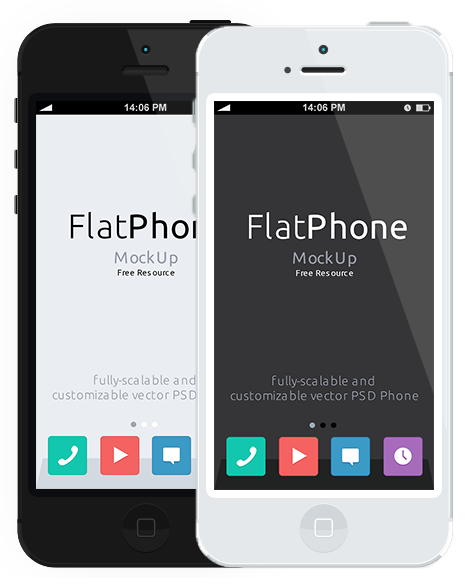 14:06 PM
FlatPhon
MockUp
Free Resource
fully-scalable and
customizable vector PSD
14:06 PM
FlatPhone
MockUp
Free Resource
fully-scalable and
customizable vector PSD Phone